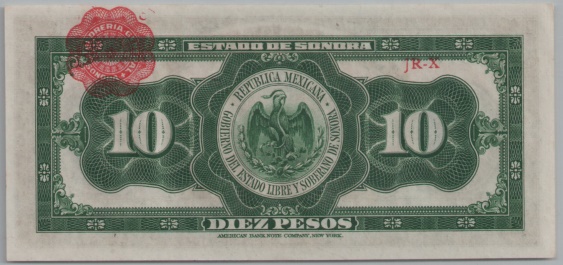 ESTADO DE SONORA
JR-X
REPUBLICA MEXICANA
10 10
GOBIERNO DEL ESTADO LIBRE Y SOBERANO DE SONORA
DIEZ PESOS
AMERICAN BANK NOTE COMPANY, NEW YORK.